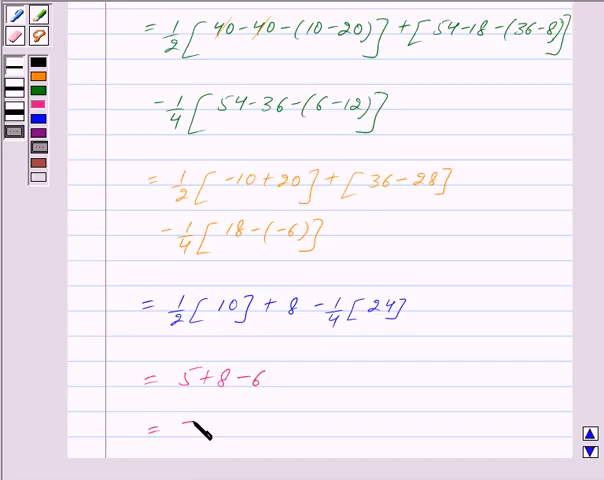 = 1/2 [ 40 - 40 - (10 - 20) ] + [ 54 - 18 - (36 - 8) ]
- 1/4 [ 54 - 36 - (6 - 12) ]
= 1/2 [ -10 + 20 ] + [ 36 - 28 ]
- 1/4 [ 18 - (-6) ]
= 1/2 [ 10 ] + 8 - 1/4 [ 24 ]
= 5 + 8 - 6
=